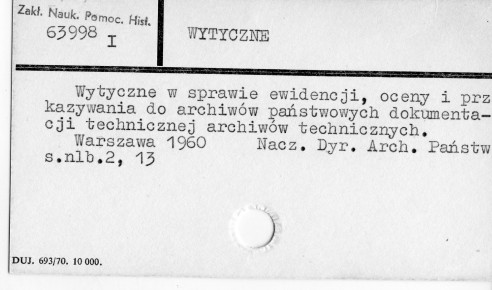 Zakł. Nauk. Pomoc. Hist.
63998 I
WYTYCZNE
Wytyczne w sprawie ewidencji, oceny i prz
kazywania do archiwów państwowych dokumenta-
cji technicznej archiwów technicznych.
Warszawa 1960 Nacz. Dyr. Arch. Państw
s.nlb.2, 13
DUJ. 693/70. 10 000.